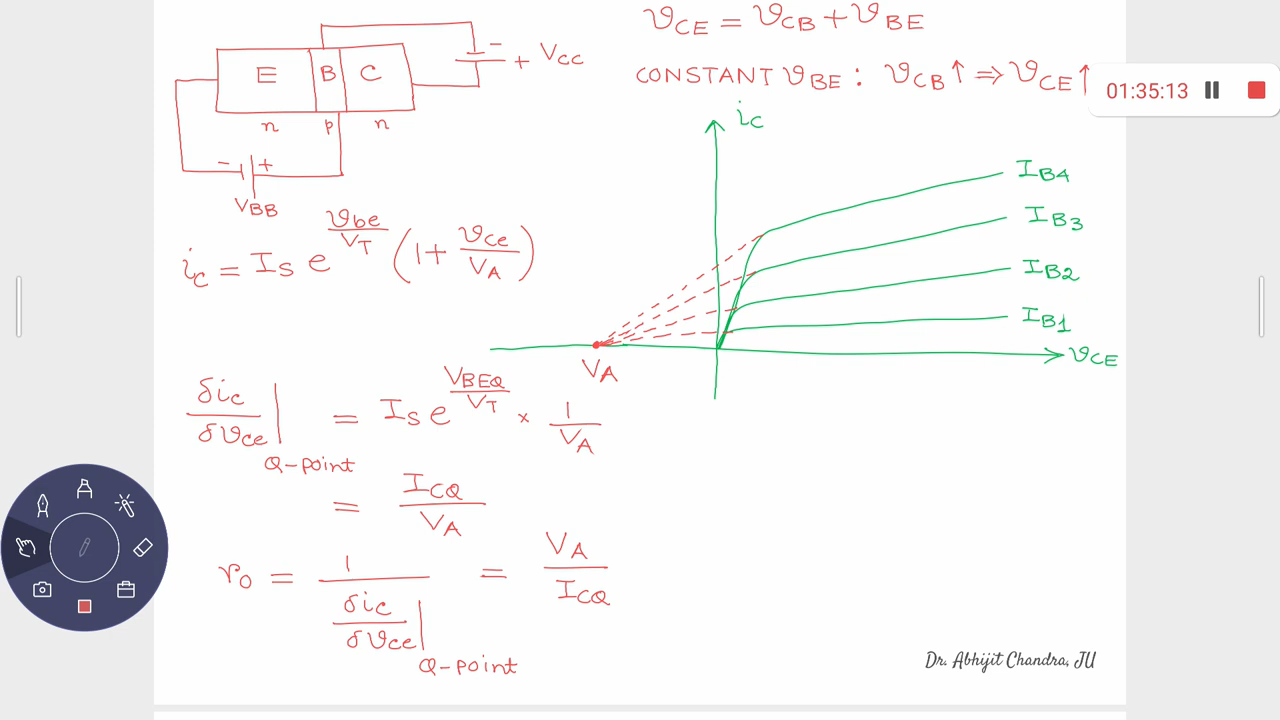 E B C
n p n
- + V_CC
- +
V_BB
v_CE = v_CB + v_BE
CONSTANT v_BE : v_CB ↑ ⇒ v_CE ↑
01:35:13
i_C
I_B4
I_B3
I_B2
I_B1
v_CE
V_A
i_C = I_S e^(v_be/V_T) (1 + v_ce/V_A)
δi_C/δv_ce |_Q-point = I_S e^(V_BEQ/V_T) × 1/V_A
= I_CQ/V_A
r_o = 1/(δi_C/δv_ce |_Q-point) = V_A/I_CQ
Dr. Abhijit Chandra, JU